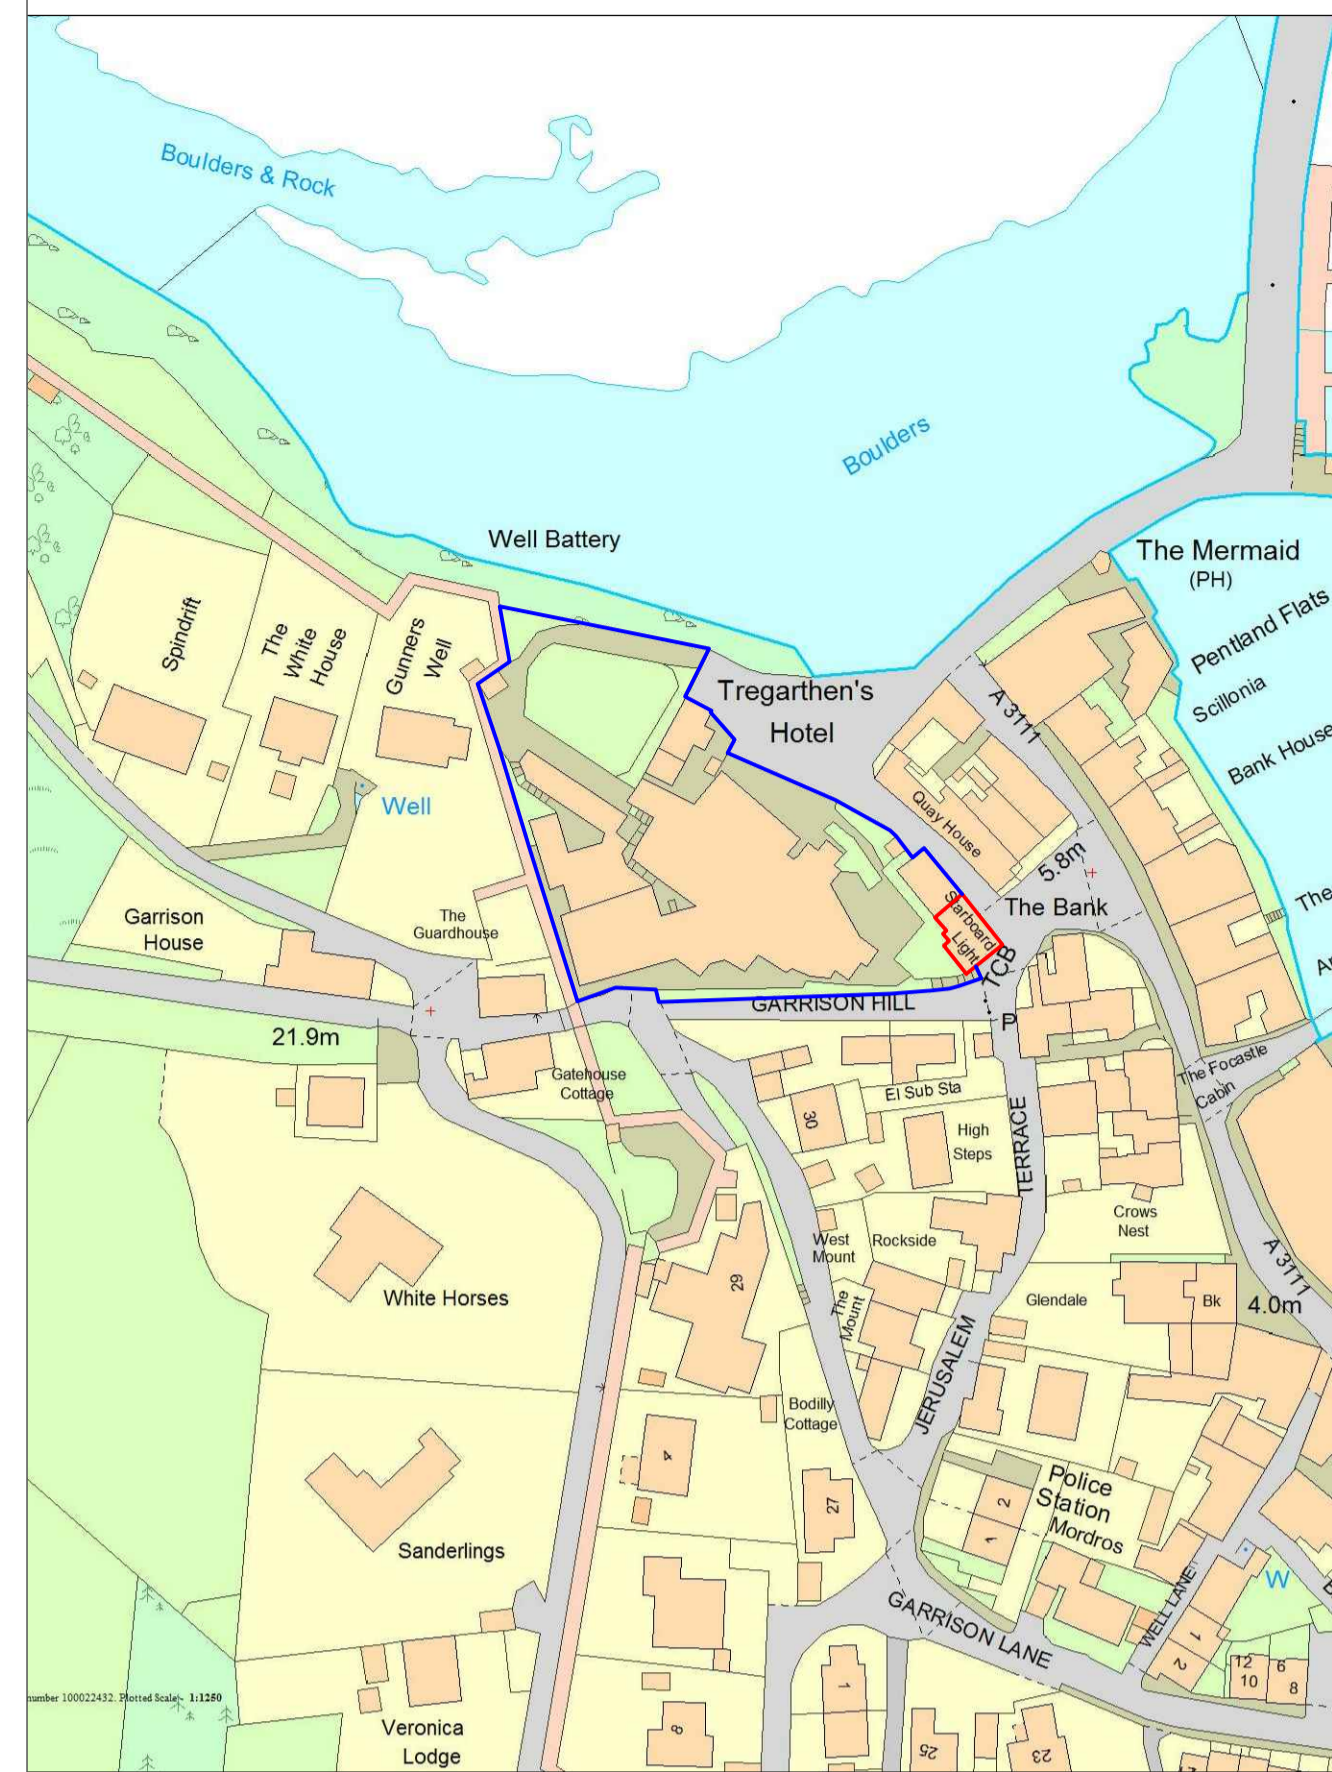 Boulders & Rock
Boulders
Well Battery
The Mermaid
(PH)
Pentland Flats
Scillonia
Bank House
Spindrift
The
White
House
Gunners
Well
Tregarthen's
Hotel
A 3111
Quay House
Well
5.8m
The Bank
Starboard
Light
TCB
The
Garrison
House
The
Guardhouse
GARRISON HILL
P
21.9m
Gatehouse
Cottage
El Sub Sta
30
High
Steps
TERRACE
The Focastle
Cabin
Crows
Nest
West
Mount
Rockside
The
Mount
29
White Horses
Glendale
Bk
A 3111
4.0m
JERUSALEM
Bodilly
Cottage
4
27
Police
Station
Mordros
2
1
Sanderlings
W
WELL LANE
GARRISON LANE
1
2
12
10
6
8
number 100022432. Plotted Scale - 1:1250
Veronica
Lodge
8
1
25
23